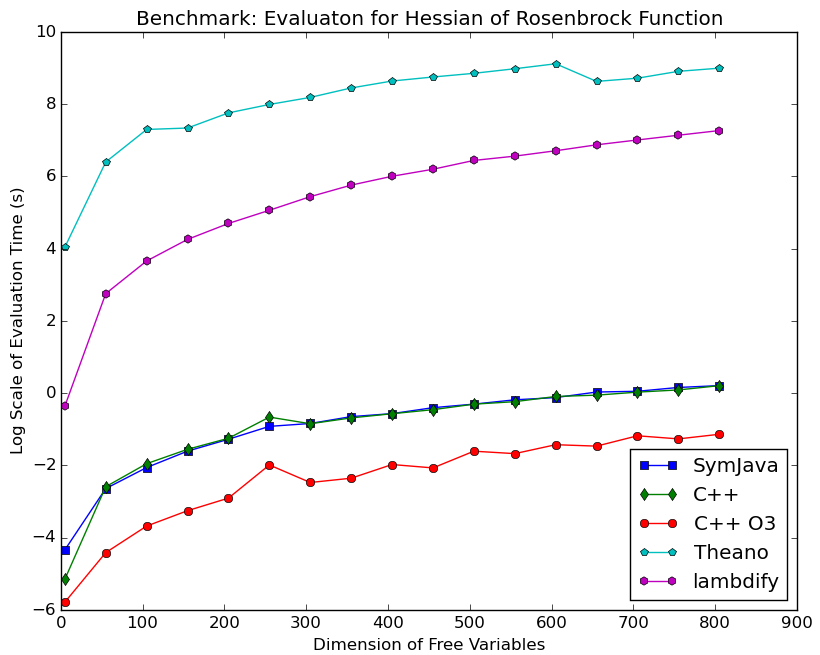 Benchmark: Evaluaton for Hessian of Rosenbrock Function
Log Scale of Evaluation Time (s)
10
8
6
4
2
0
−2
−4
−6
0 100 200 300 400 500 600 700 800 900
Dimension of Free Variables
SymJava
C++
C++ O3
Theano
lambdify